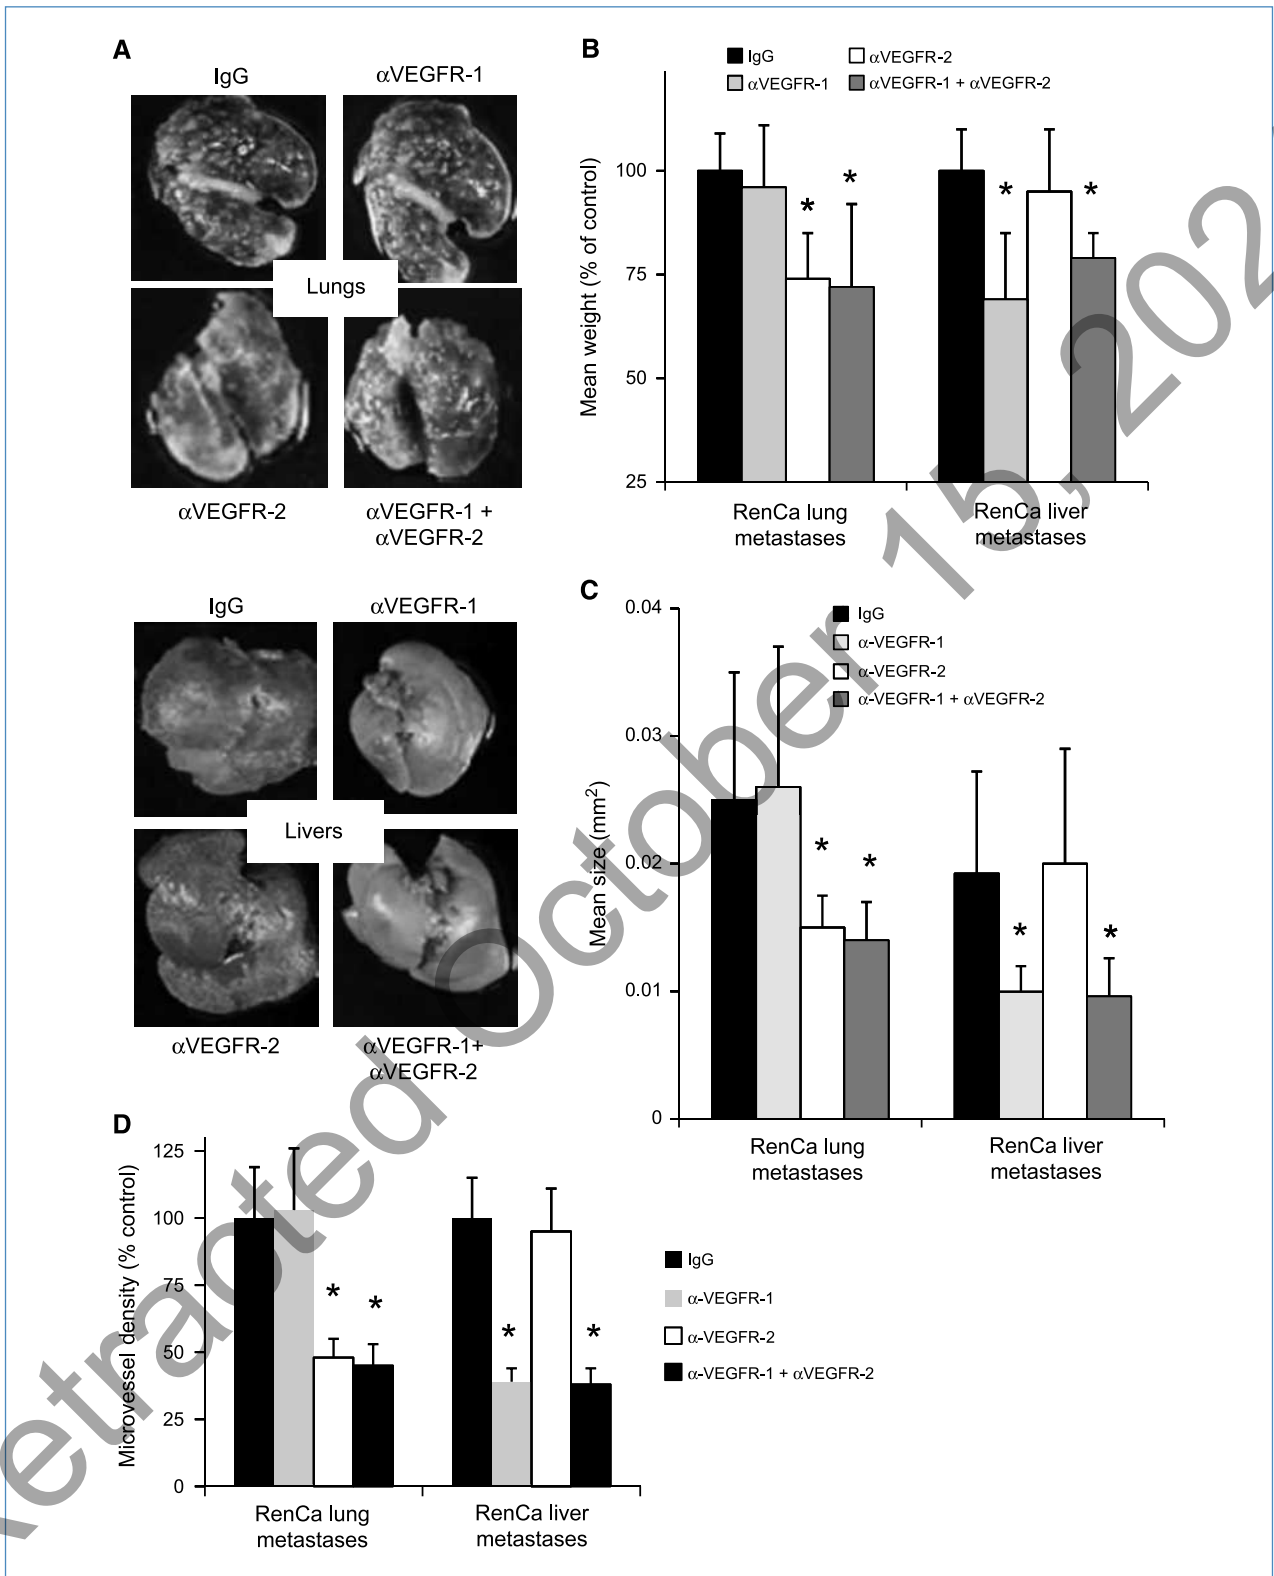 A
IgG
αVEGFR-1
Lungs
αVEGFR-2
αVEGFR-1 +
αVEGFR-2
IgG
αVEGFR-1
Livers
αVEGFR-2
αVEGFR-1+
αVEGFR-2
B
IgG
αVEGFR-2
αVEGFR-1
αVEGFR-1 + αVEGFR-2
Mean weight (% of control)
100
75
50
25
*
*
*
*
RenCa lung
metastases
RenCa liver
metastases
C
IgG
α-VEGFR-1
α-VEGFR-2
α-VEGFR-1 + αVEGFR-2
Mean size (mm²)
0.04
0.03
0.02
0.01
0
*
*
*
*
RenCa lung
metastases
RenCa liver
metastases
D
Microvessel density (% control)
125
100
75
50
25
0
*
*
*
*
RenCa lung
metastases
RenCa liver
metastases
IgG
α-VEGFR-1
α-VEGFR-2
α-VEGFR-1 + αVEGFR-2
Retracted October 15, 202